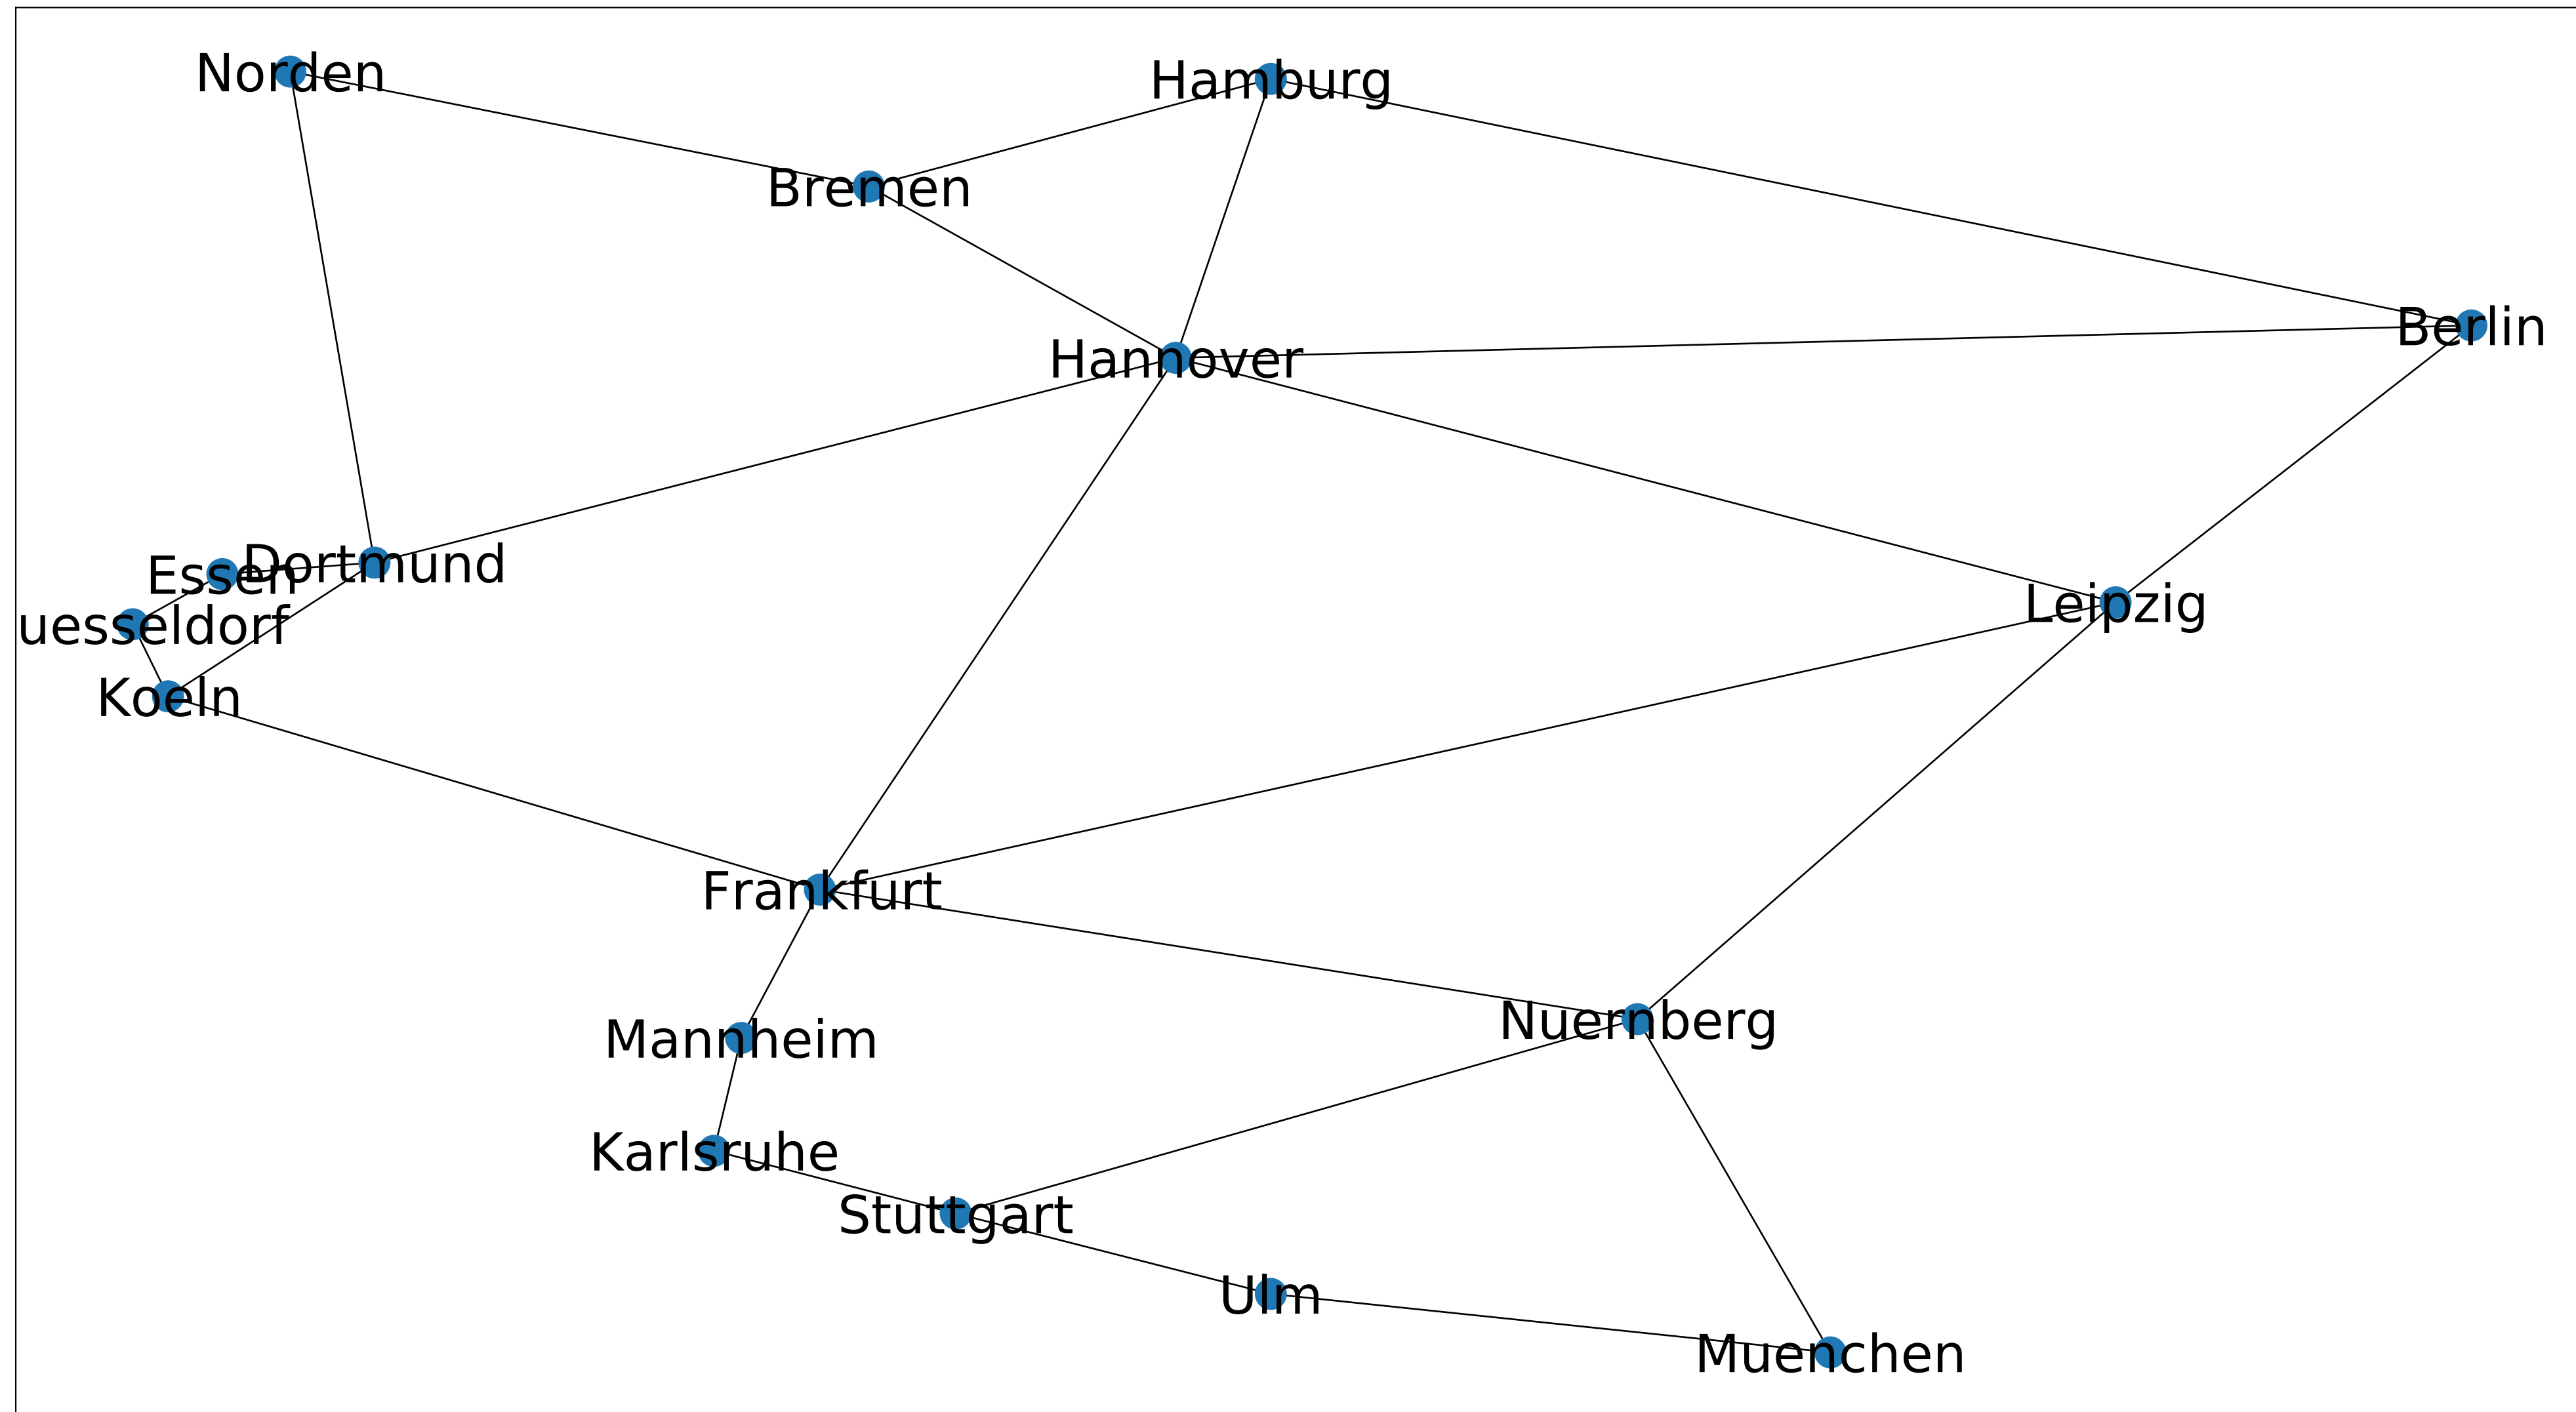 Norden
Hamburg
Bremen
Berlin
Hannover
Dortmund
Essen
Leipzig
uesseldorf
Koeln
Frankfurt
Nuernberg
Mannheim
Karlsruhe
Stuttgart
Ulm
Muenchen